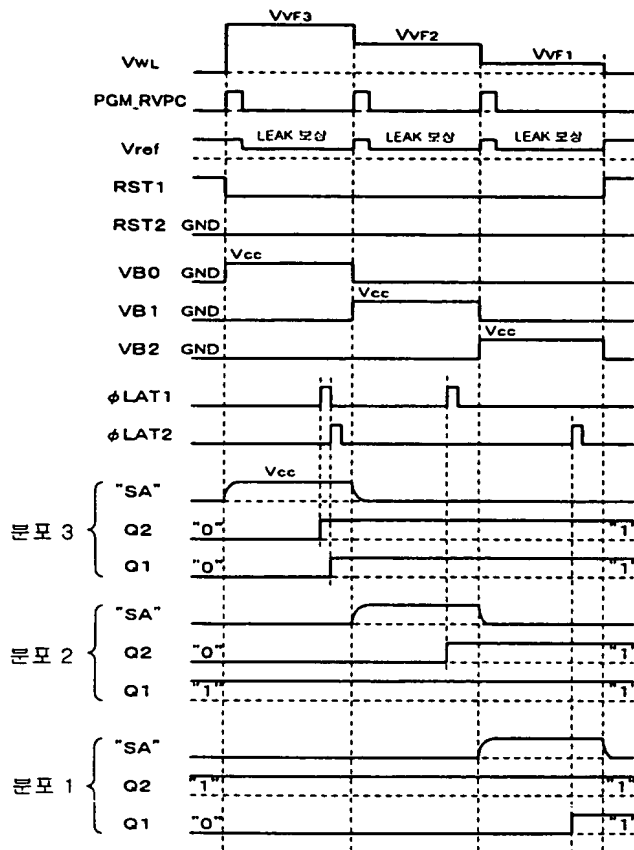 VVF3
VVF2
VVF1
VWL
PGM_RVPC
Vref LEAK 보상 LEAK 보상 LEAK 보상
RST1
RST2 GND
VB0 GND Vcc
VB1 GND Vcc
VB2 GND Vcc
φLAT1
φLAT2
분포 3
"SA" Vcc
Q2 "0" "1"
Q1 "0" "1"
분포 2
"SA"
Q2 "0" "1"
Q1 "1" "1"
분포 1
"SA"
Q2 "1" "1"
Q1 "0" "1"